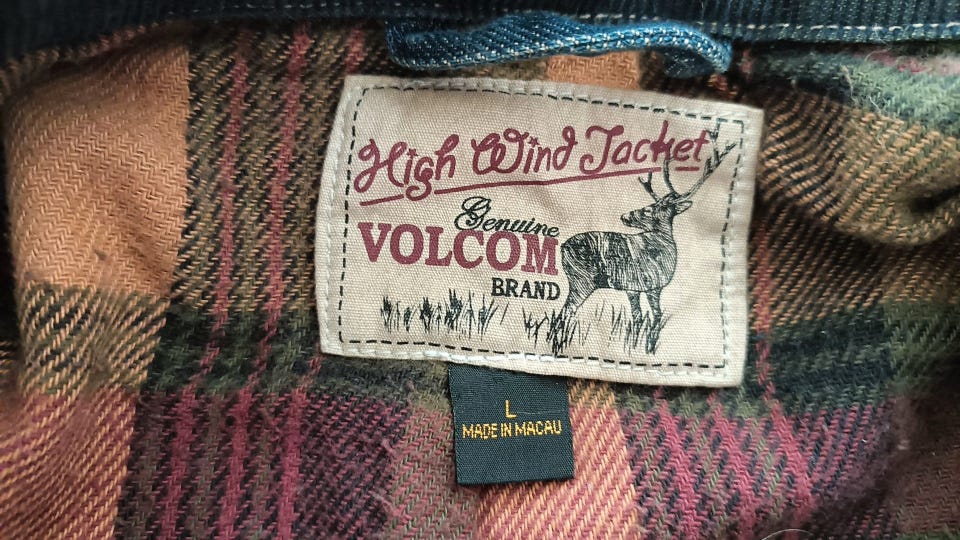 High Wind Jacket
Genuine
VOLCOM
BRAND
L
MADE IN MACAU